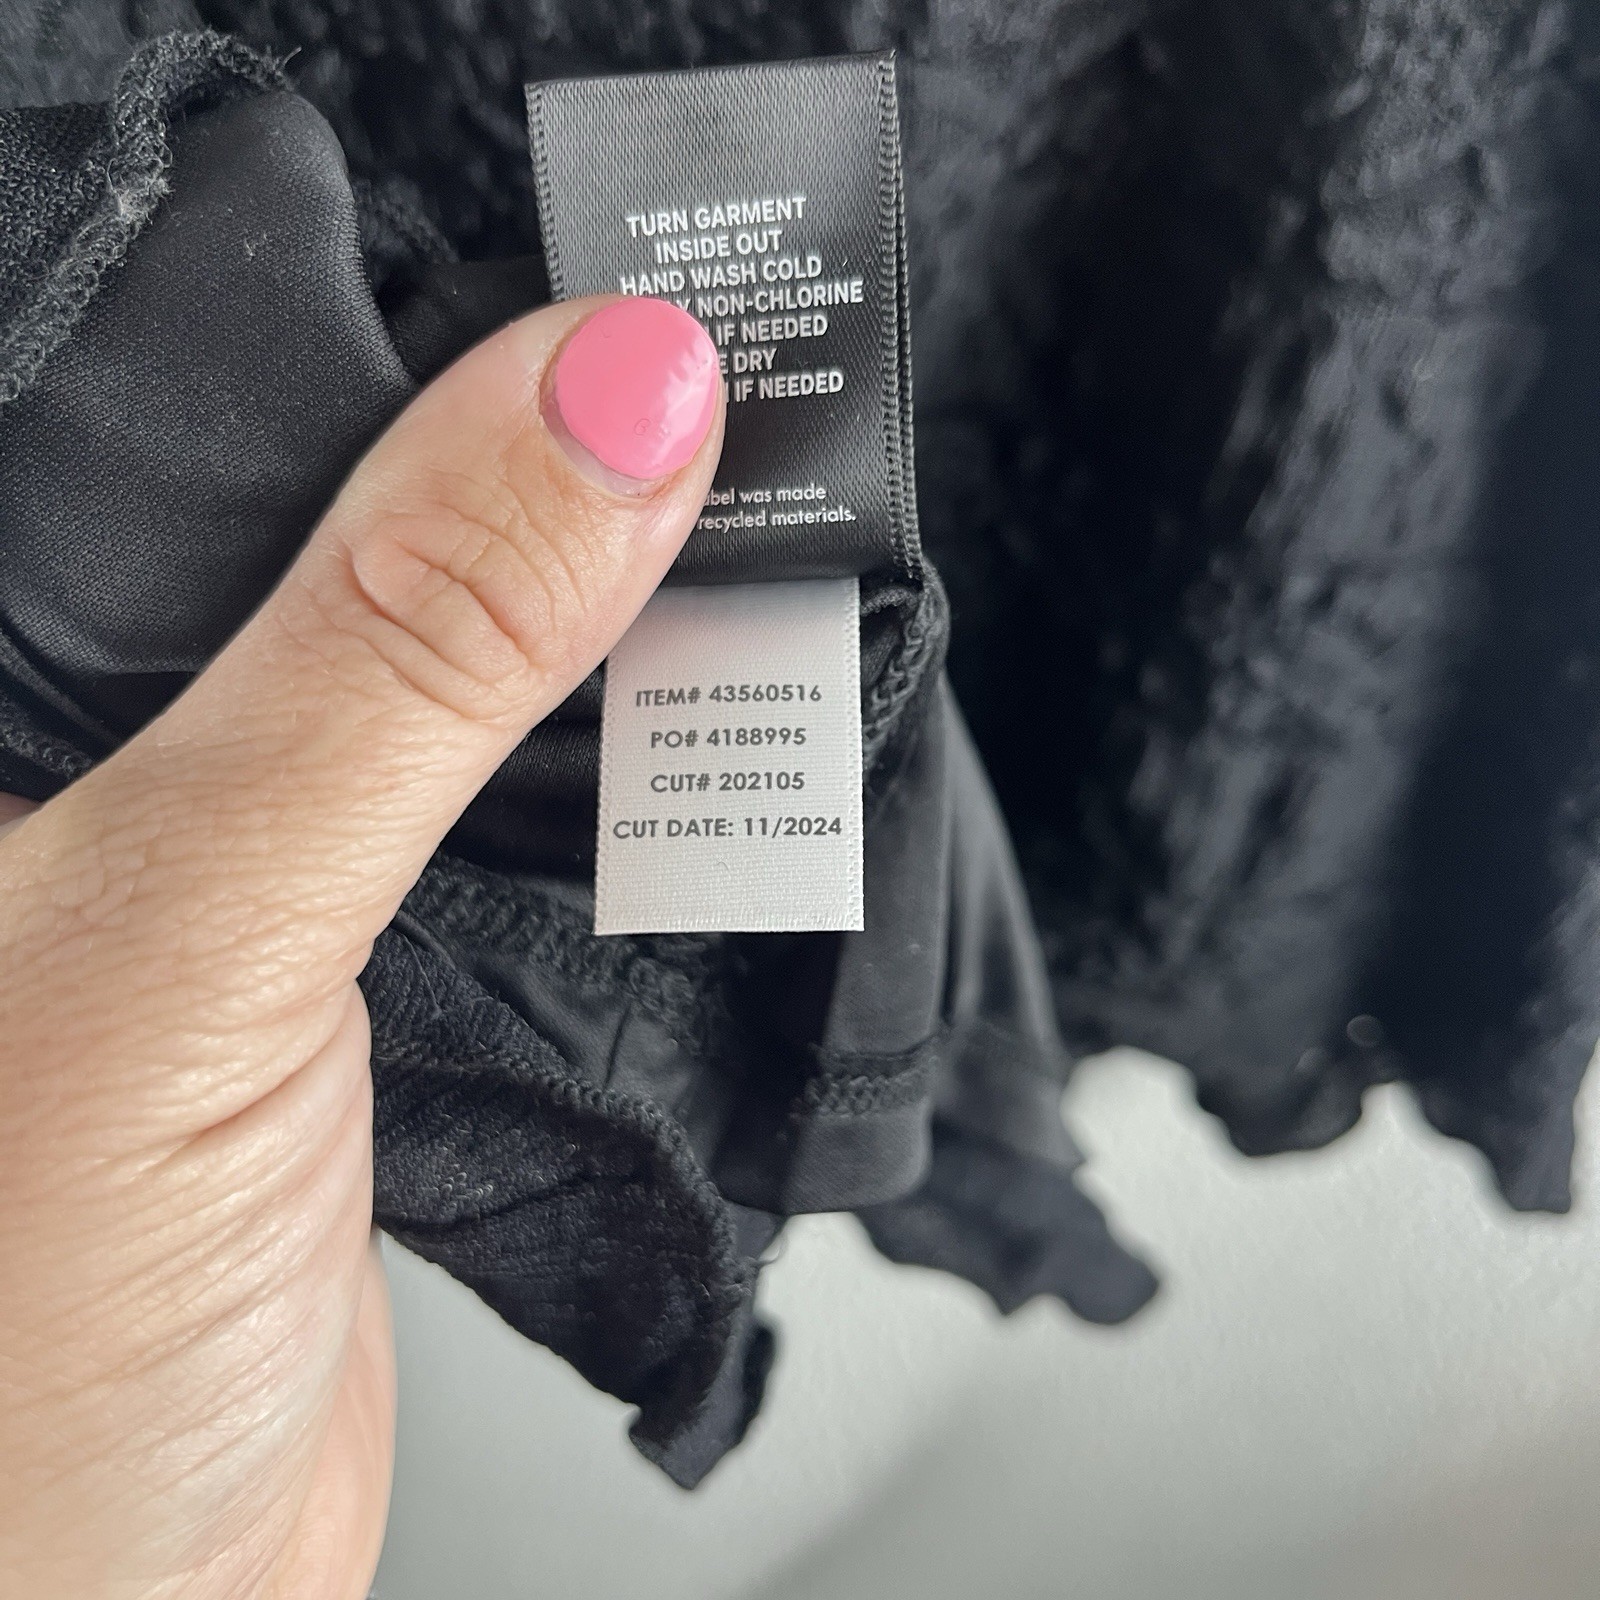 TURN GARMENT
INSIDE OUT
HAND WASH COLD
NON-CHLORINE
IF NEEDED
DRY
IF NEEDED
was made
recycled materials.
ITEM# 43560516
PO# 4188995
CUT# 202105
CUT DATE: 11/2024